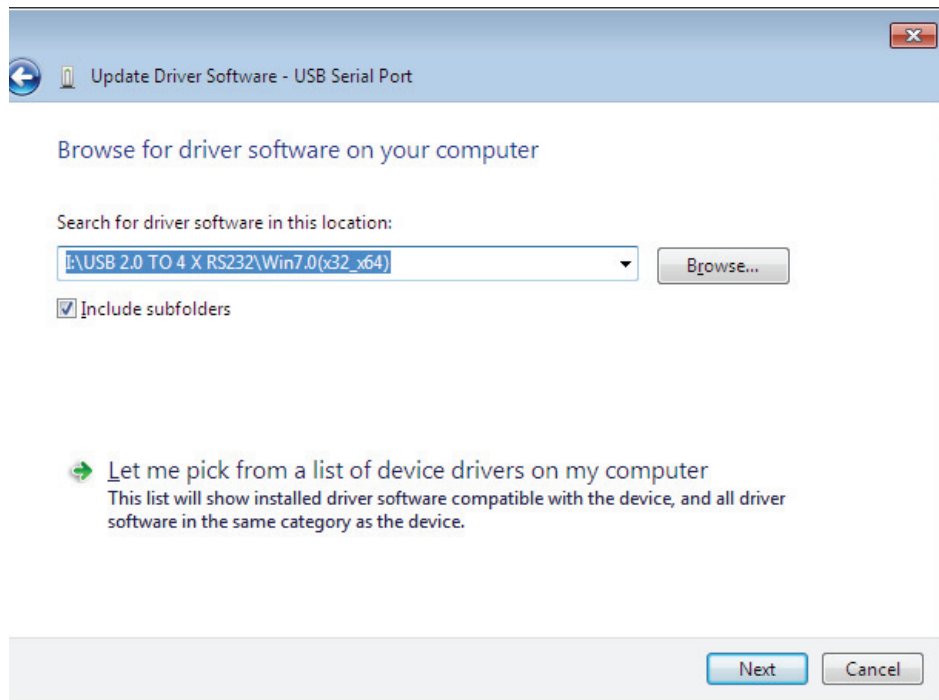 Update Driver Software - USB Serial Port
Browse for driver software on your computer
Search for driver software in this location:
I:\USB 2.0 TO 4 X RS232\Win7.0(x32_x64)
Browse...
Include subfolders
Let me pick from a list of device drivers on my computer
This list will show installed driver software compatible with the device, and all driver
software in the same category as the device.
Next
Cancel